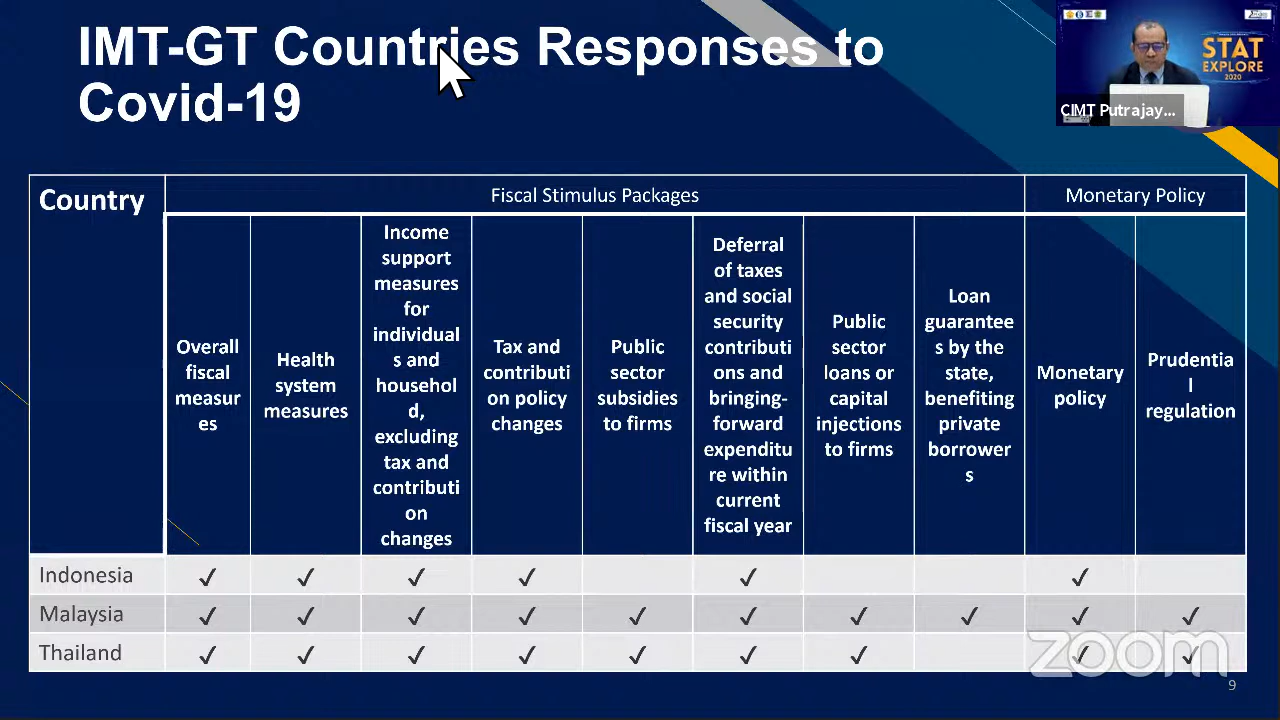 IMT-GT Countries Responses to
Covid-19
STAT
EXPLORE
2020
CIMT Putrajay...
Country
Fiscal Stimulus Packages
Monetary Policy
Overall
fiscal
measur
es
Health
system
measures
Income
support
measures
for
individual
s and
househol
d,
excluding
tax and
contributi
on
changes
Tax and
contributi
on policy
changes
Public
sector
subsidies
to firms
Deferral
of taxes
and social
security
contributi
ons and
bringing-
forward
expenditu
re within
current
fiscal year
Public
sector
loans or
capital
injections
to firms
Loan
guarantee
s by the
state,
benefiting
private
borrower
s
Monetary
policy
Prudentia
l
regulation
Indonesia ✓ ✓ ✓ ✓ ✓ ✓
Malaysia ✓ ✓ ✓ ✓ ✓ ✓ ✓ ✓ ✓ ✓
Thailand ✓ ✓ ✓ ✓ ✓ ✓ ✓ ✓ ✓
zoom
9